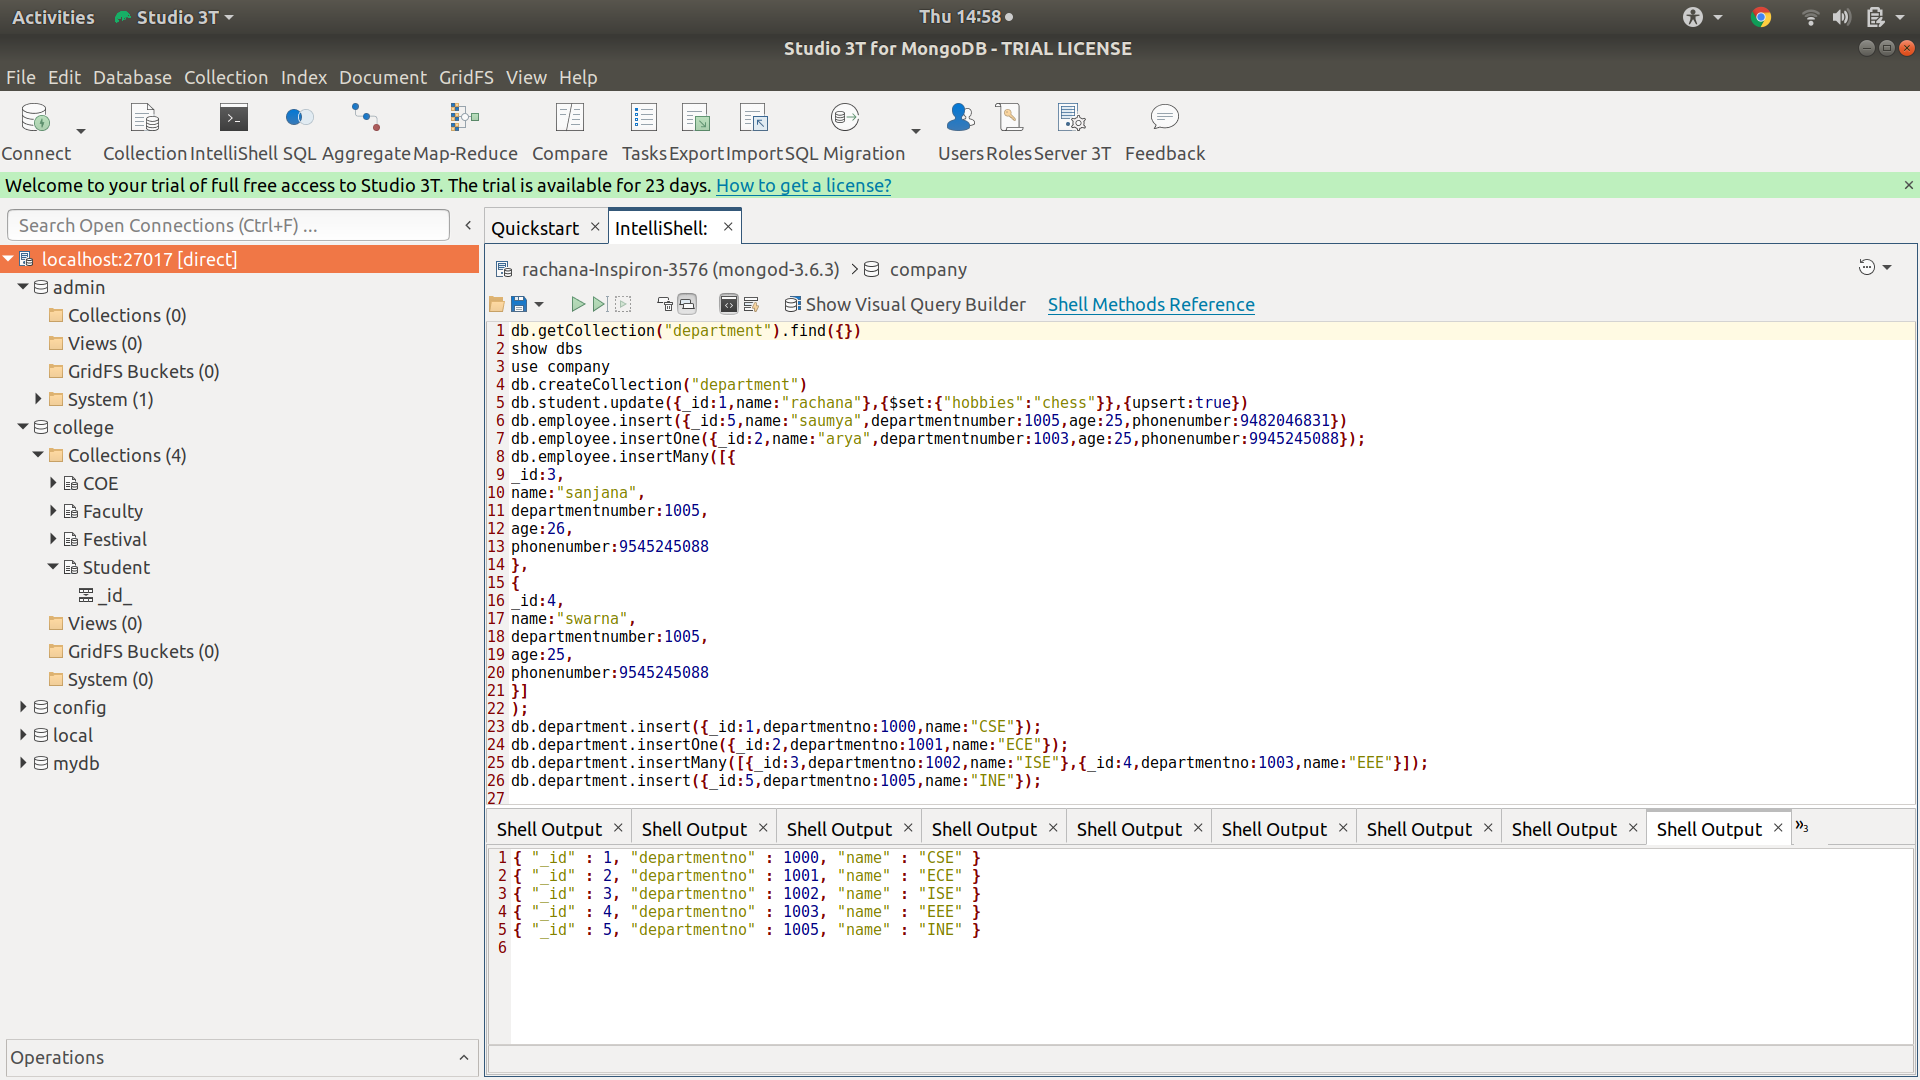 Activities Studio 3T Thu 14:58
Studio 3T for MongoDB - TRIAL LICENSE
File Edit Database Collection Index Document GridFS View Help
Connect Collection IntelliShell SQL Aggregate Map-Reduce Compare Tasks Export Import SQL Migration Users Roles Server 3T Feedback
Welcome to your trial of full free access to Studio 3T. The trial is available for 23 days. How to get a license?
Search Open Connections (Ctrl+F) ...
localhost:27017 [direct]
admin
Collections (0)
Views (0)
GridFS Buckets (0)
System (1)
college
Collections (4)
COE
Faculty
Festival
Student
_id_
Views (0)
GridFS Buckets (0)
System (0)
config
local
mydb
Operations
Quickstart IntelliShell:
rachana-Inspiron-3576 (mongod-3.6.3) > company
Show Visual Query Builder Shell Methods Reference
1 db.getCollection("department").find({})
2 show dbs
3 use company
4 db.createCollection("department")
5 db.student.update({_id:1,name:"rachana"},{$set:{"hobbies":"chess"}},{upsert:true})
6 db.employee.insert({_id:5,name:"saumya",departmentnumber:1005,age:25,phonenumber:9482046831})
7 db.employee.insertOne({_id:2,name:"arya",departmentnumber:1003,age:25,phonenumber:9945245088});
8 db.employee.insertMany([{
9 _id:3,
10 name:"sanjana",
11 departmentnumber:1005,
12 age:26,
13 phonenumber:9545245088
14 },
15 {
16 _id:4,
17 name:"swarna",
18 departmentnumber:1005,
19 age:25,
20 phonenumber:9545245088
21 }]
22 );
23 db.department.insert({_id:1,departmentno:1000,name:"CSE"});
24 db.department.insertOne({_id:2,departmentno:1001,name:"ECE"});
25 db.department.insertMany([{_id:3,departmentno:1002,name:"ISE"},{_id:4,departmentno:1003,name:"EEE"}]);
26 db.department.insert({_id:5,departmentno:1005,name:"INE"});
27
Shell Output Shell Output Shell Output Shell Output Shell Output Shell Output Shell Output Shell Output Shell Output »3
1 { "_id" : 1, "departmentno" : 1000, "name" : "CSE" }
2 { "_id" : 2, "departmentno" : 1001, "name" : "ECE" }
3 { "_id" : 3, "departmentno" : 1002, "name" : "ISE" }
4 { "_id" : 4, "departmentno" : 1003, "name" : "EEE" }
5 { "_id" : 5, "departmentno" : 1005, "name" : "INE" }
6